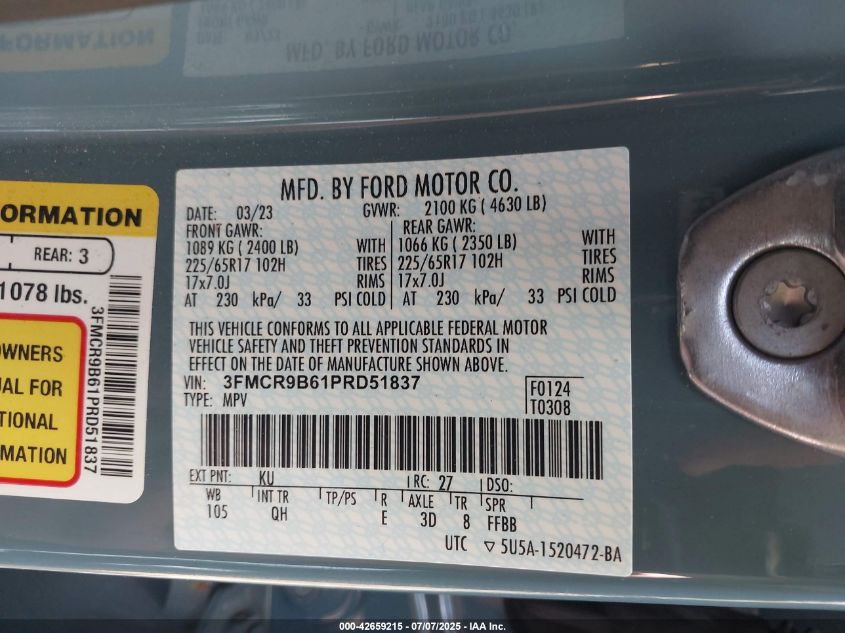 MFD. BY FORD MOTOR CO.
DATE: 03/23 GVWR: 2100 KG ( 4630 LB)
FRONT GAWR: REAR GAWR:
1089 KG ( 2400 LB) WITH 1066 KG ( 2350 LB) WITH
225/65R17 102H TIRES 225/65R17 102H TIRES
17x7.0J RIMS 17x7.0J RIMS
AT 230 kPa/ 33 PSI COLD AT 230 kPa/ 33 PSI COLD
THIS VEHICLE CONFORMS TO ALL APPLICABLE FEDERAL MOTOR
VEHICLE SAFETY AND THEFT PREVENTION STANDARDS IN
EFFECT ON THE DATE OF MANUFACTURE SHOWN ABOVE.
VIN: 3FMCR9B61PRD51837 F0124
TYPE: MPV T0308
EXT PNT: KU RC: 27 DSO:
WB INT TR TP/PS R AXLE TR SPR
105 QH E 3D 8 FFBB
UTC ▽ 5U5A-1520472-BA
ORMATION
REAR: 3
1078 lbs.
OWNERS
UAL FOR
TIONAL
RMATION
3FMCR9B61PRD51837
000-42659215 - 07/07/2025 - IAA, Inc.